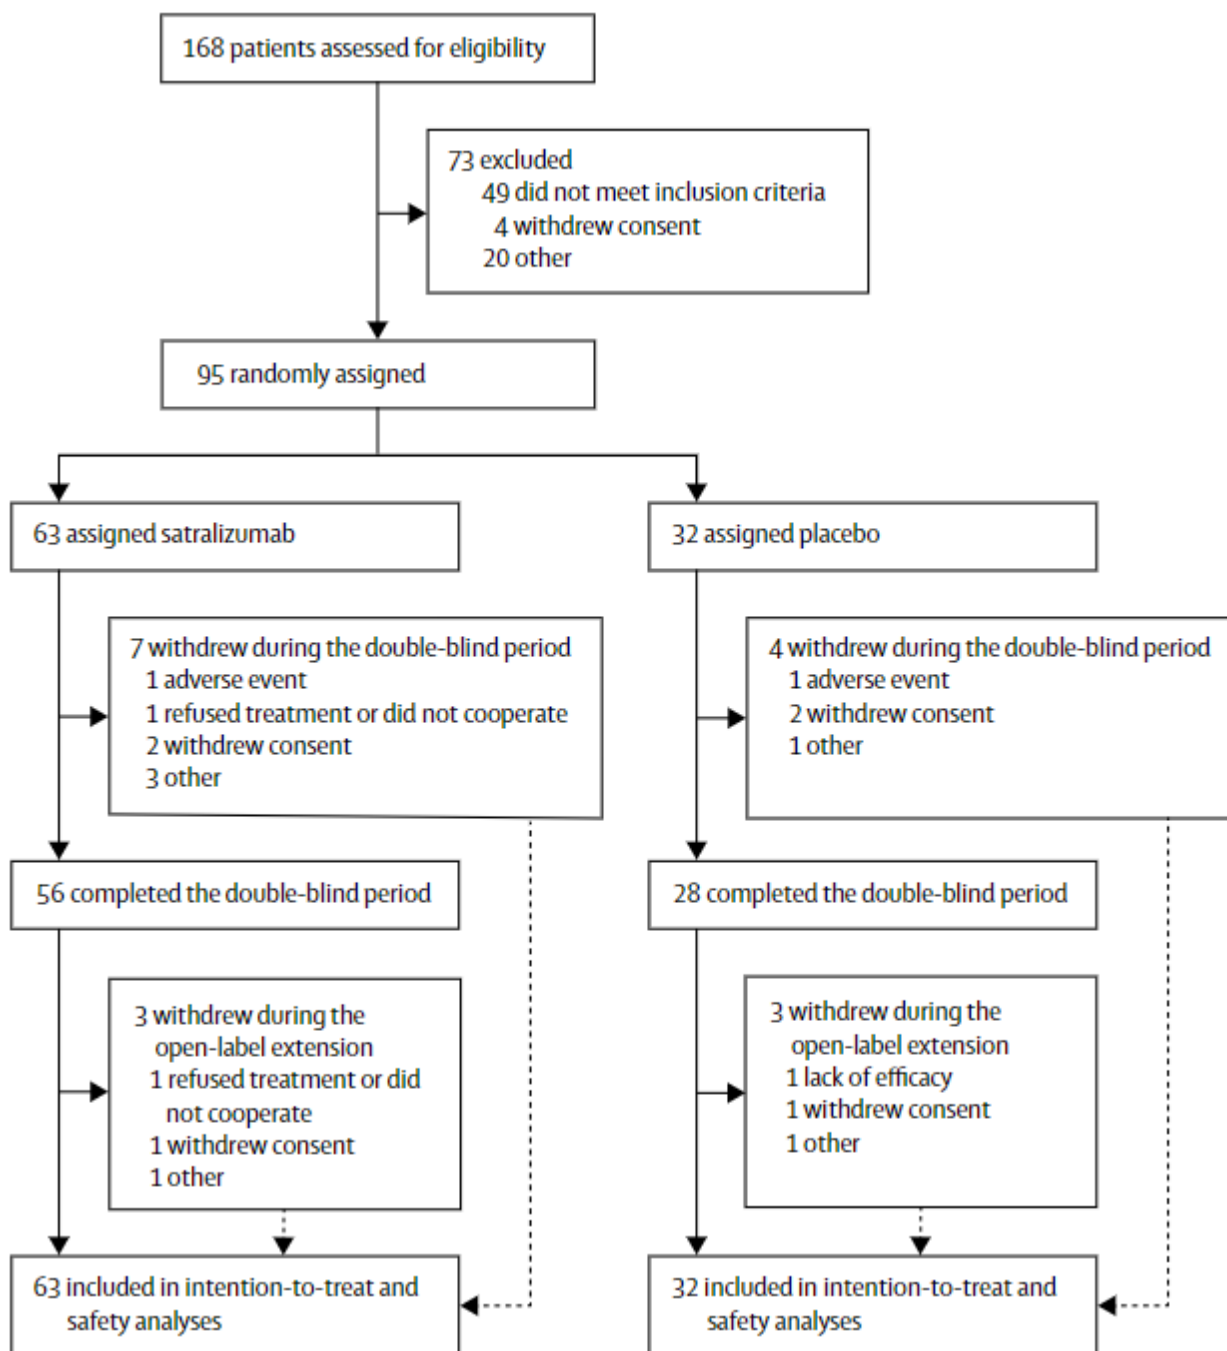 168 patients assessed for eligibility
73 excluded
49 did not meet inclusion criteria
4 withdrew consent
20 other
95 randomly assigned
63 assigned satralizumab
32 assigned placebo
7 withdrew during the double-blind period
1 adverse event
1 refused treatment or did not cooperate
2 withdrew consent
3 other
4 withdrew during the double-blind period
1 adverse event
2 withdrew consent
1 other
56 completed the double-blind period
28 completed the double-blind period
3 withdrew during the
open-label extension
1 refused treatment or did
not cooperate
1 withdrew consent
1 other
3 withdrew during the
open-label extension
1 lack of efficacy
1 withdrew consent
1 other
63 included in intention-to-treat and
safety analyses
32 included in intention-to-treat and
safety analyses